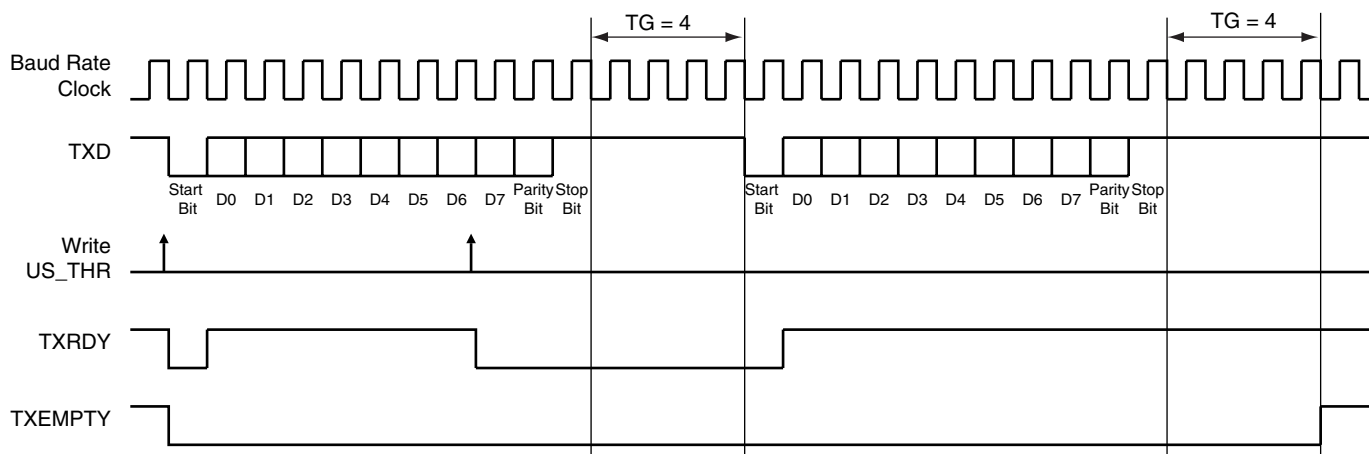 TG = 4
TG = 4
Baud Rate
Clock
TXD
Start
Bit
D0
D1
D2
D3
D4
D5
D6
D7
Parity
Bit
Stop
Bit
Start
Bit
D0
D1
D2
D3
D4
D5
D6
D7
Parity
Bit
Stop
Bit
Write
US_THR
TXRDY
TXEMPTY